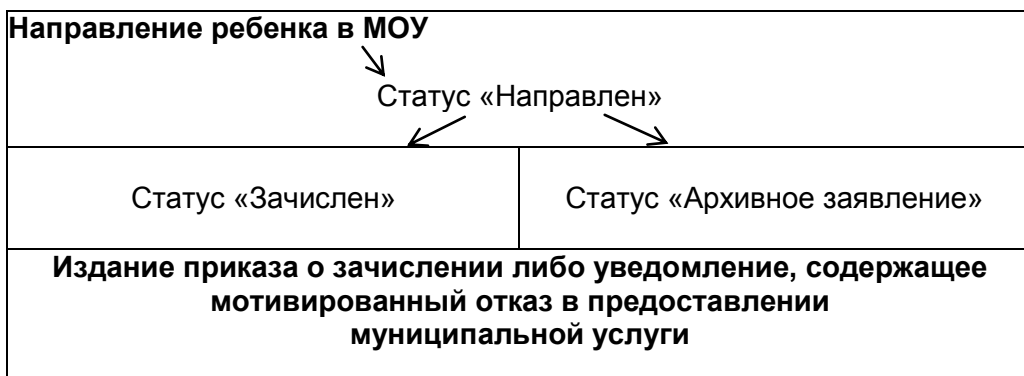 Направление ребенка в МОУ
Статус «Направлен»
Статус «Зачислен»
Статус «Архивное заявление»
Издание приказа о зачислении либо уведомление, содержащее
мотивированный отказ в предоставлении
муниципальной услуги